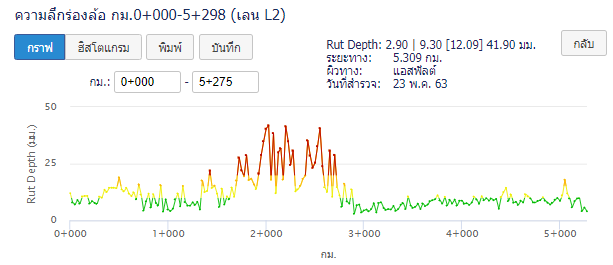 ความลึกร่องล้อ กม.0+000-5+298 (เลน L2)
กราฟ ฮิสโตแกรม พิมพ์ บันทึก
กลับ
Rut Depth: 2.90 | 9.30 [12.09] 41.90 มม.
ระยะทาง: 5.309 กม.
ผิวทาง: แอสฟัลต์
วันที่สำรวจ: 23 พ.ค. 63
กม.: 0+000 - 5+275
Rut Depth (มม.)
50
25
0
0+000 1+000 2+000 3+000 4+000 5+000
กม.